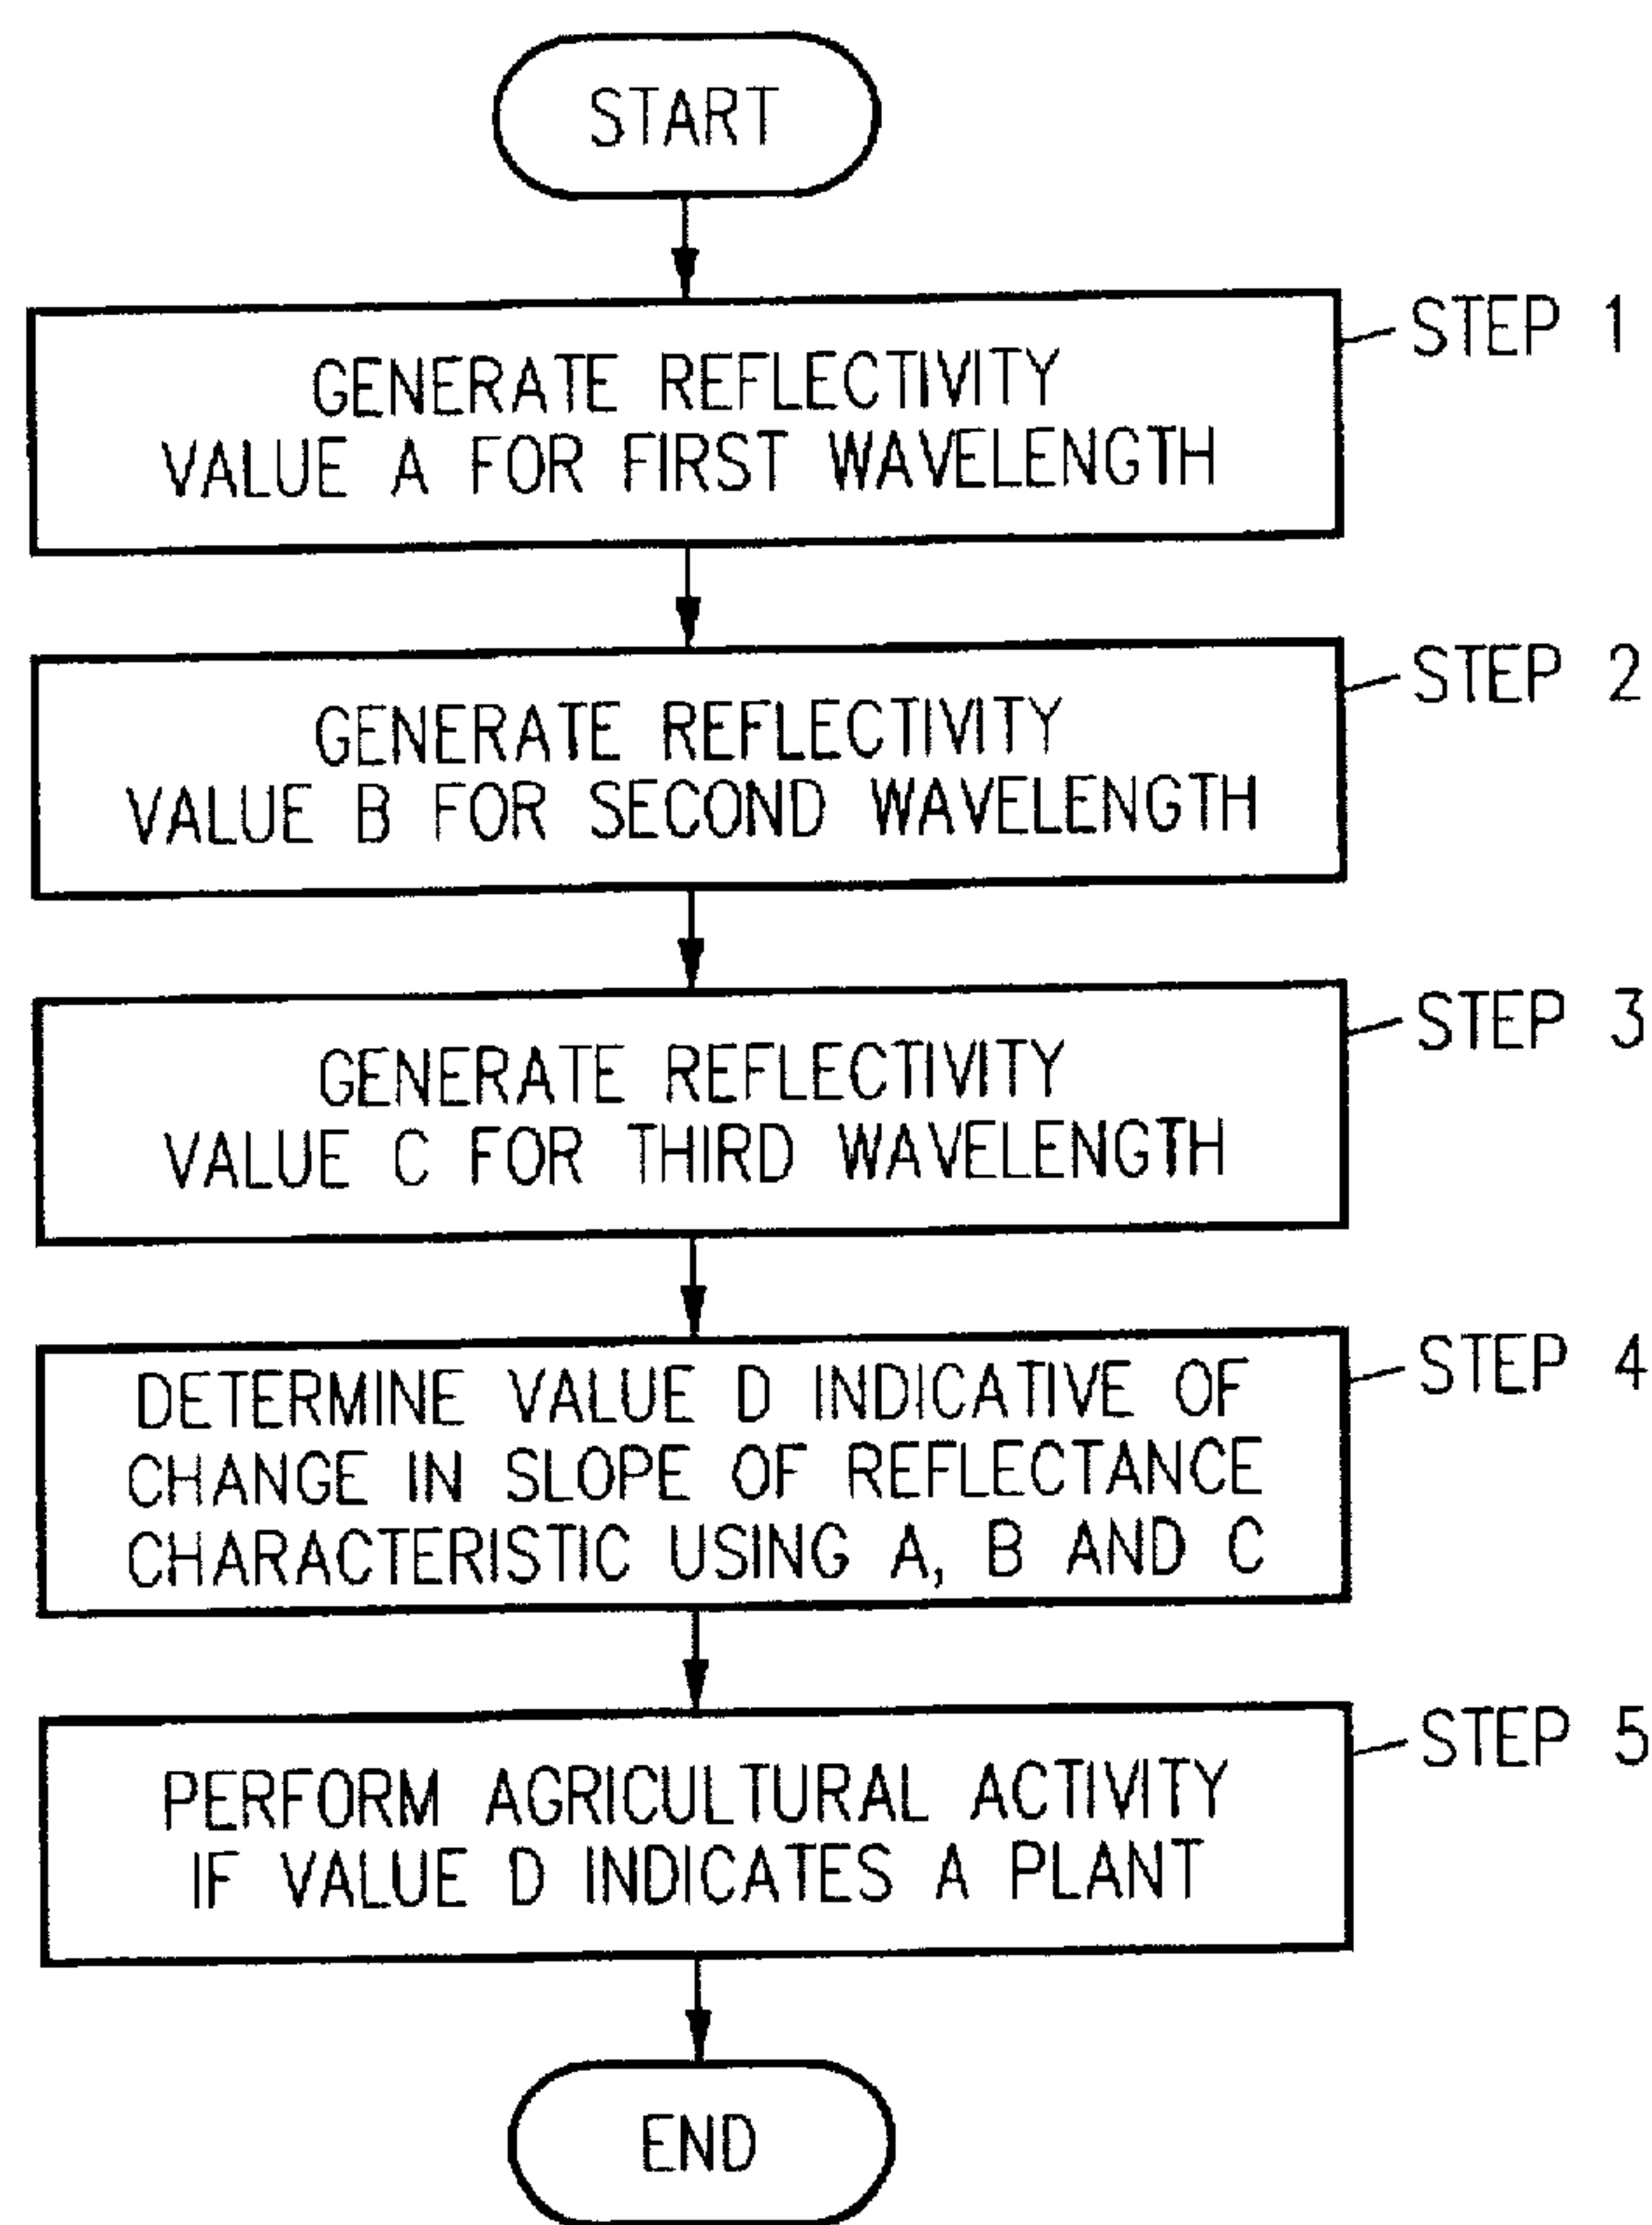 START
STEP 1
GENERATE REFLECTIVITY
VALUE A FOR FIRST WAVELENGTH
STEP 2
GENERATE REFLECTIVITY
VALUE B FOR SECOND WAVELENGTH
STEP 3
GENERATE REFLECTIVITY
VALUE C FOR THIRD WAVELENGTH
STEP 4
DETERMINE VALUE D INDICATIVE OF
CHANGE IN SLOPE OF REFLECTANCE
CHARACTERISTIC USING A, B AND C
STEP 5
PERFORM AGRICULTURAL ACTIVITY
IF VALUE D INDICATES A PLANT
END